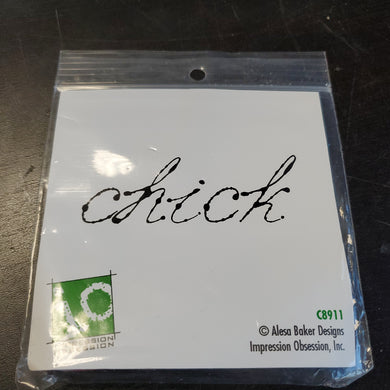 chick
C8911
© Alesa Baker Designs
Impression Obsession, Inc.